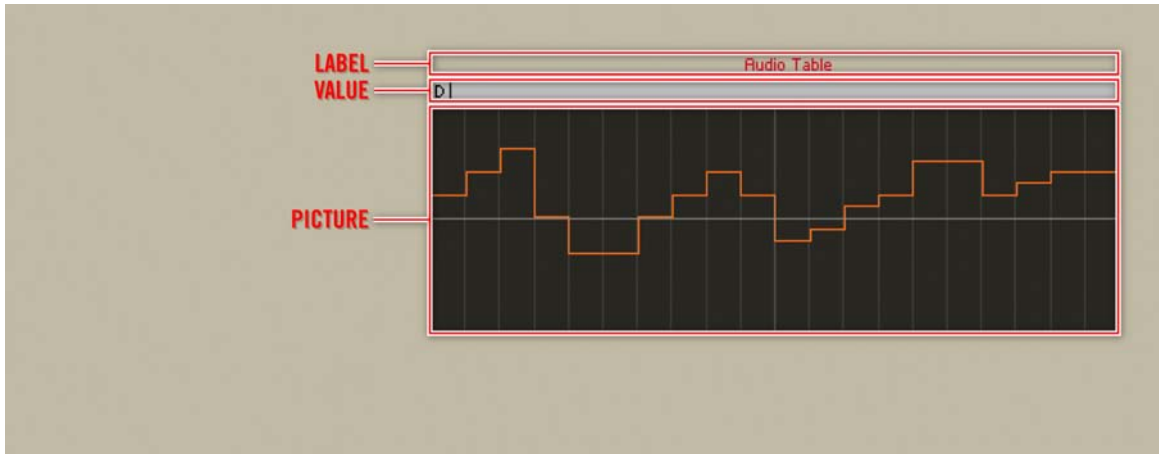 LABEL
Audio Table
VALUE
D|
PICTURE